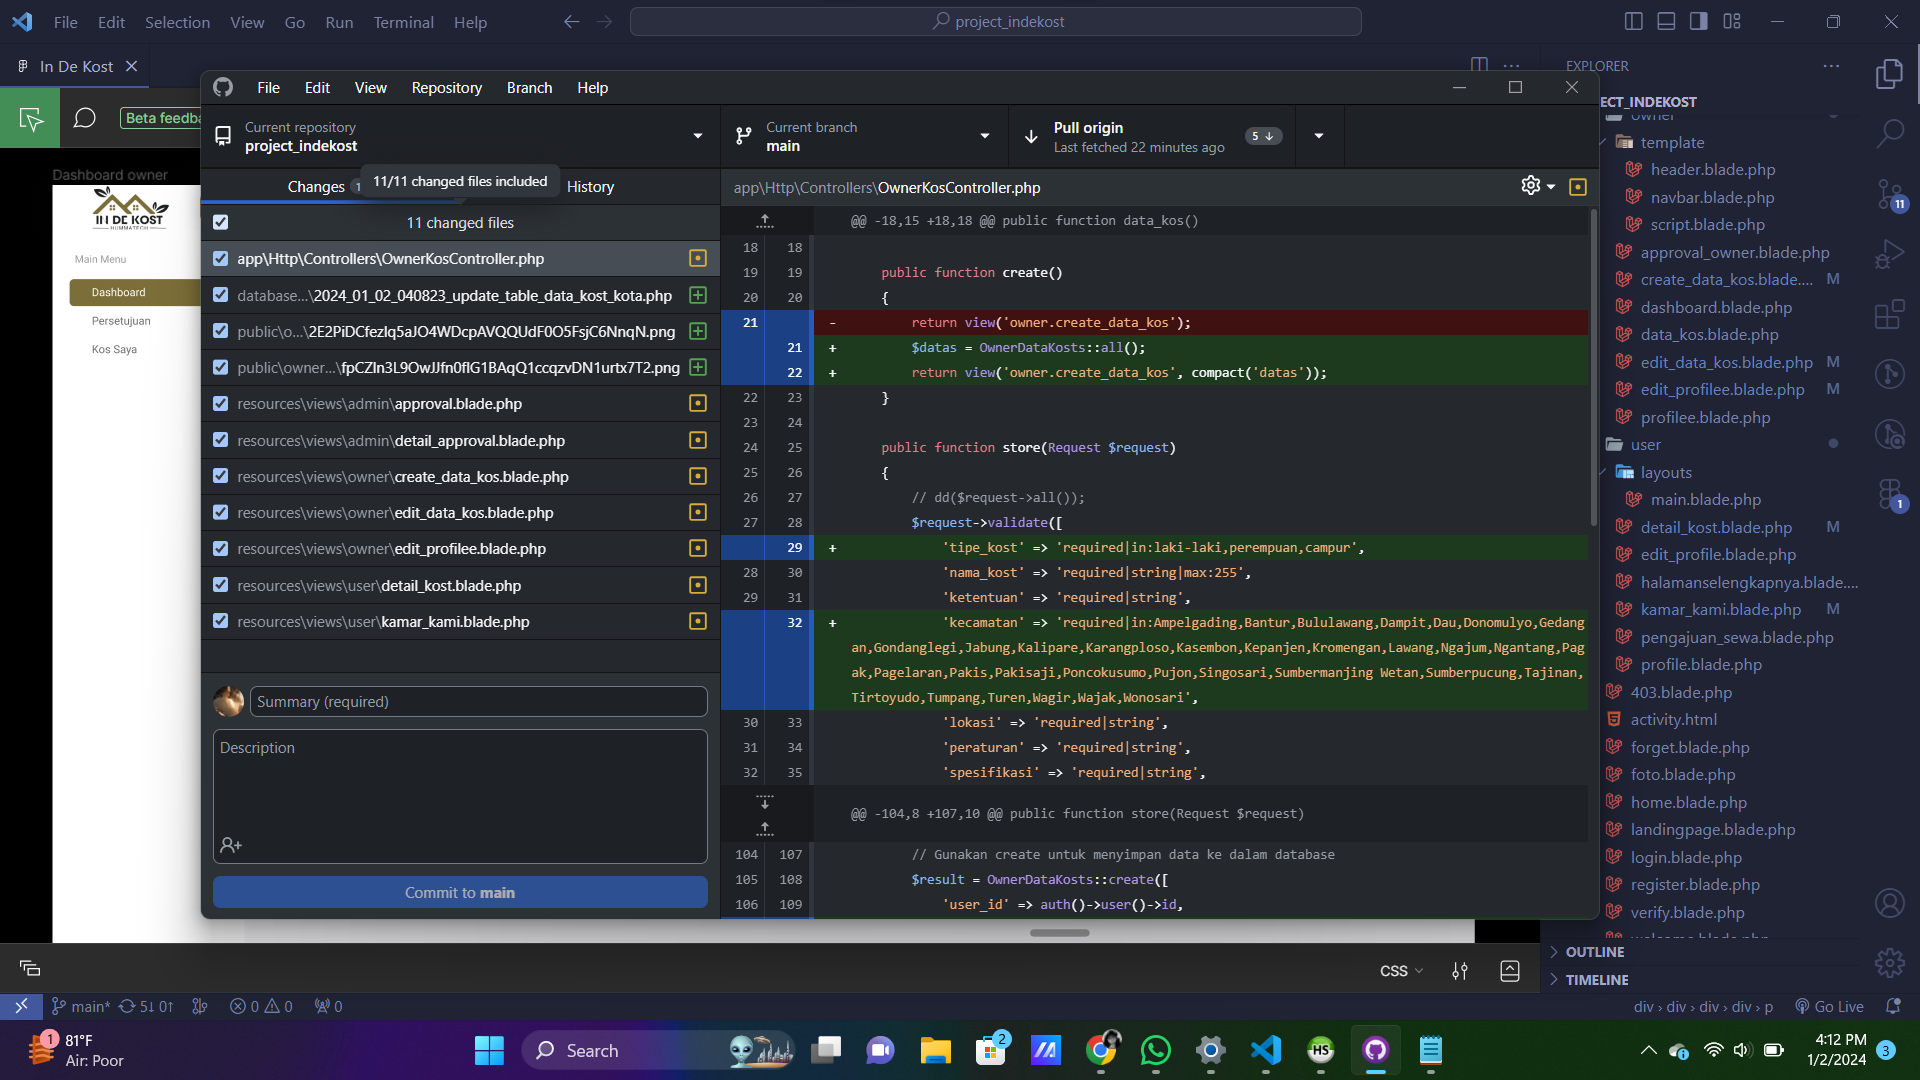 File Edit Selection View Go Run Terminal Help
project_indekost
In De Kost
EXPLORER
File Edit View Repository Branch Help
Beta feedba
Current repository
project_indekost
Current branch
main
Pull origin
Last fetched 22 minutes ago
5
Changes
11/11 changed files included
History
11 changed files
app\Http\Controllers\OwnerKosController.php
database...\2024_01_02_040823_update_table_data_kost_kota.php
public\o...\2E2PiDCfezIq5aJO4WDcpAVQQUdF0O5FsjC6NnqN.png
public\owner...\fpCZIn3L9OwJJfn0flG1BAqQ1ccqzvDN1urtx7T2.png
resources\views\admin\approval.blade.php
resources\views\admin\detail_approval.blade.php
resources\views\owner\create_data_kos.blade.php
resources\views\owner\edit_data_kos.blade.php
resources\views\owner\edit_profilee.blade.php
resources\views\user\detail_kost.blade.php
resources\views\user\kamar_kami.blade.php
Summary (required)
Description
Commit to main
Dashboard owner
IN DE KOST
HUMMATECH
Main Menu
Dashboard
Persetujuan
Kos Saya
app\Http\Controllers\OwnerKosController.php
@@ -18,15 +18,18 @@ public function data_kos()
18 18
19 19 public function create()
20 20 {
21 - return view('owner.create_data_kos');
21 + $datas = OwnerDataKosts::all();
22 + return view('owner.create_data_kos', compact('datas'));
22 23 }
23 24
24 25 public function store(Request $request)
25 26 {
26 27 // dd($request->all());
27 28 $request->validate([
29 + 'tipe_kost' => 'required|in:laki-laki,perempuan,campur',
28 30 'nama_kost' => 'required|string|max:255',
29 31 'ketentuan' => 'required|string',
32 + 'kecamatan' => 'required|in:Ampelgading,Bantur,Bululawang,Dampit,Dau,Donomulyo,Gedang
an,Gondanglegi,Jabung,Kalipare,Karangploso,Kasembon,Kepanjen,Kromengan,Lawang,Ngajum,Ngantang,Pag
ak,Pagelaran,Pakis,Pakisaji,Poncokusumo,Pujon,Singosari,Sumbermanjing Wetan,Sumberpucung,Tajinan,
Tirtoyudo,Tumpang,Turen,Wagir,Wajak,Wonosari',
30 33 'lokasi' => 'required|string',
31 34 'peraturan' => 'required|string',
32 35 'spesifikasi' => 'required|string',
@@ -104,8 +107,10 @@ public function store(Request $request)
104 107 // Gunakan create untuk menyimpan data ke dalam database
105 108 $result = OwnerDataKosts::create([
106 109 'user_id' => auth()->user()->id,
ECT_INDEKOST
template
header.blade.php
navbar.blade.php
script.blade.php
approval_owner.blade.php
create_data_kos.blade.... M
dashboard.blade.php
data_kos.blade.php
edit_data_kos.blade.php M
edit_profilee.blade.php M
profilee.blade.php
user
layouts
main.blade.php
detail_kost.blade.php M
edit_profile.blade.php
halamanselengkapnya.blade....
kamar_kami.blade.php M
pengajuan_sewa.blade.php
profile.blade.php
403.blade.php
activity.html
forget.blade.php
foto.blade.php
home.blade.php
landingpage.blade.php
login.blade.php
register.blade.php
verify.blade.php
OUTLINE
TIMELINE
11
1
CSS
main* 5↓ 0↑ 0 0 0
div › div › div › div › p Go Live
1
81°F
Air: Poor
Search
2
HS
4:12 PM
1/2/2024
3